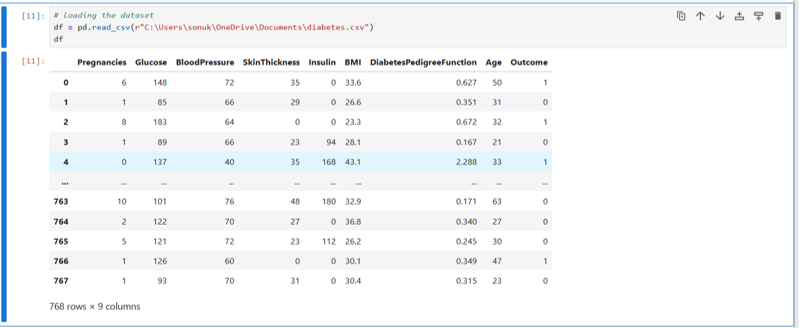 [11]: # loading the dataset
df = pd.read_csv(r"C:\Users\sonuk\OneDrive\Documents\diabetes.csv")
df
[11]: Pregnancies Glucose BloodPressure SkinThickness Insulin BMI DiabetesPedigreeFunction Age Outcome
0 6 148 72 35 0 33.6 0.627 50 1
1 1 85 66 29 0 26.6 0.351 31 0
2 8 183 64 0 0 23.3 0.672 32 1
3 1 89 66 23 94 28.1 0.167 21 0
4 0 137 40 35 168 43.1 2.288 33 1
... ... ... ... ... ... ... ... ... ...
763 10 101 76 48 180 32.9 0.171 63 0
764 2 122 70 27 0 36.8 0.340 27 0
765 5 121 72 23 112 26.2 0.245 30 0
766 1 126 60 0 0 30.1 0.349 47 1
767 1 93 70 31 0 30.4 0.315 23 0
768 rows × 9 columns